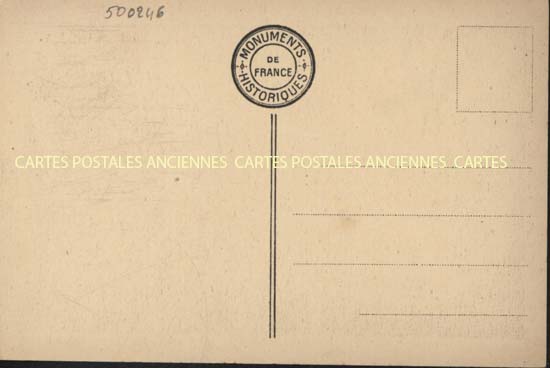 500246
MONUMENTS
DE
FRANCE
HISTORIQUES
CARTES POSTALES ANCIENNES CARTES POSTALES ANCIENNES CARTES